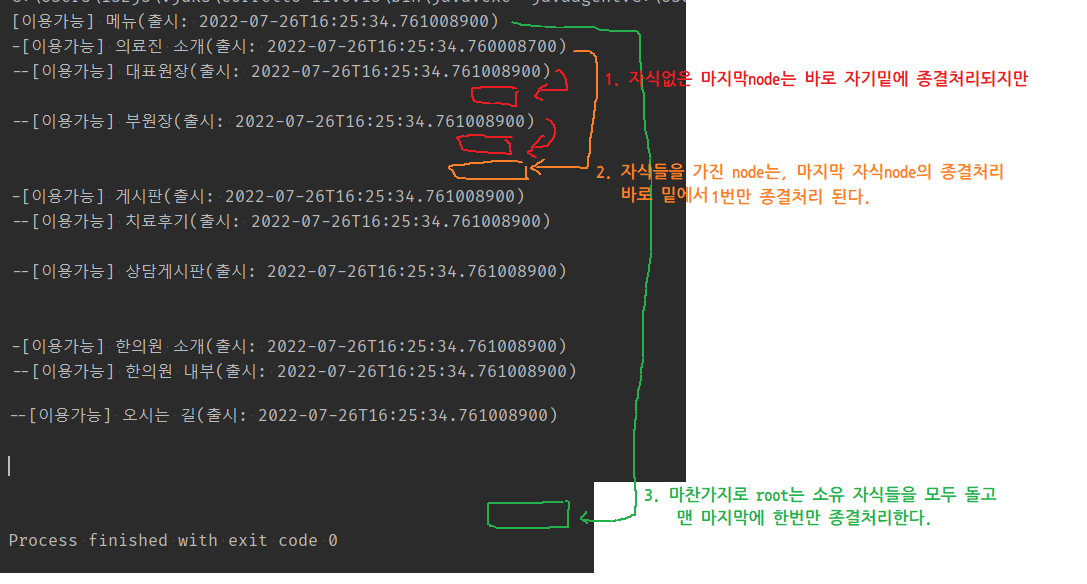 [이용가능] 메뉴(출시: 2022-07-26T16:25:34.761008900)
-[이용가능] 의료진 소개(출시: 2022-07-26T16:25:34.760008700)
--[이용가능] 대표원장(출시: 2022-07-26T16:25:34.761008900)
1. 자식없은 마지막node는 바로 자기밑에 종결처리되지만
--[이용가능] 부원장(출시: 2022-07-26T16:25:34.761008900)
2. 자식들을 가진 node는, 마지막 자식node의 종결처리
바로 밑에서 1번만 종결처리 된다.
-[이용가능] 게시판(출시: 2022-07-26T16:25:34.761008900)
--[이용가능] 치료후기(출시: 2022-07-26T16:25:34.761008900)
--[이용가능] 상담게시판(출시: 2022-07-26T16:25:34.761008900)
-[이용가능] 한의원 소개(출시: 2022-07-26T16:25:34.761008900)
--[이용가능] 한의원 내부(출시: 2022-07-26T16:25:34.761008900)
--[이용가능] 오시는 길(출시: 2022-07-26T16:25:34.761008900)
3. 마찬가지로 root는 소유 자식들을 모두 돌고
맨 마지막에 한번만 종결처리한다.
Process finished with exit code 0